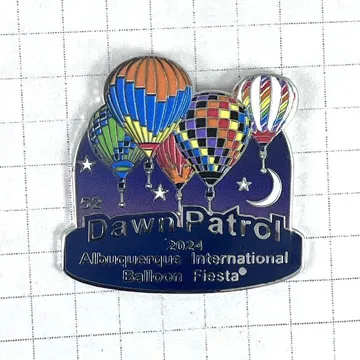 52
Dawn Patrol
2024
Albuquerque International
Balloon Fiesta®